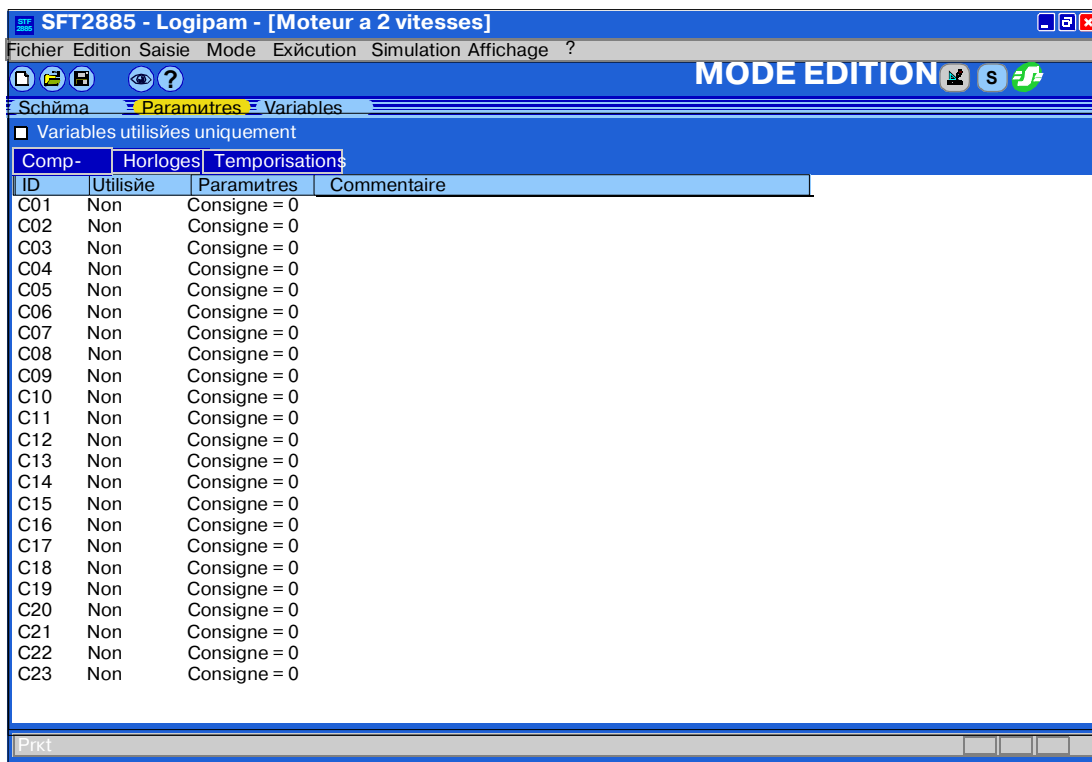 STF 2885 SFT2885 - Logipam - [Moteur a 2 vitesses]
Fichier Edition Saisie Mode Exйcution Simulation Affichage ?
? MODE EDITION S
Schйma Paramиtres Variables
Variables utilisйes uniquement
Comp- Horloges Temporisations
ID Utilisйe Paramиtres Commentaire
C01 Non Consigne = 0
C02 Non Consigne = 0
C03 Non Consigne = 0
C04 Non Consigne = 0
C05 Non Consigne = 0
C06 Non Consigne = 0
C07 Non Consigne = 0
C08 Non Consigne = 0
C09 Non Consigne = 0
C10 Non Consigne = 0
C11 Non Consigne = 0
C12 Non Consigne = 0
C13 Non Consigne = 0
C14 Non Consigne = 0
C15 Non Consigne = 0
C16 Non Consigne = 0
C17 Non Consigne = 0
C18 Non Consigne = 0
C19 Non Consigne = 0
C20 Non Consigne = 0
C21 Non Consigne = 0
C22 Non Consigne = 0
C23 Non Consigne = 0
Prкt